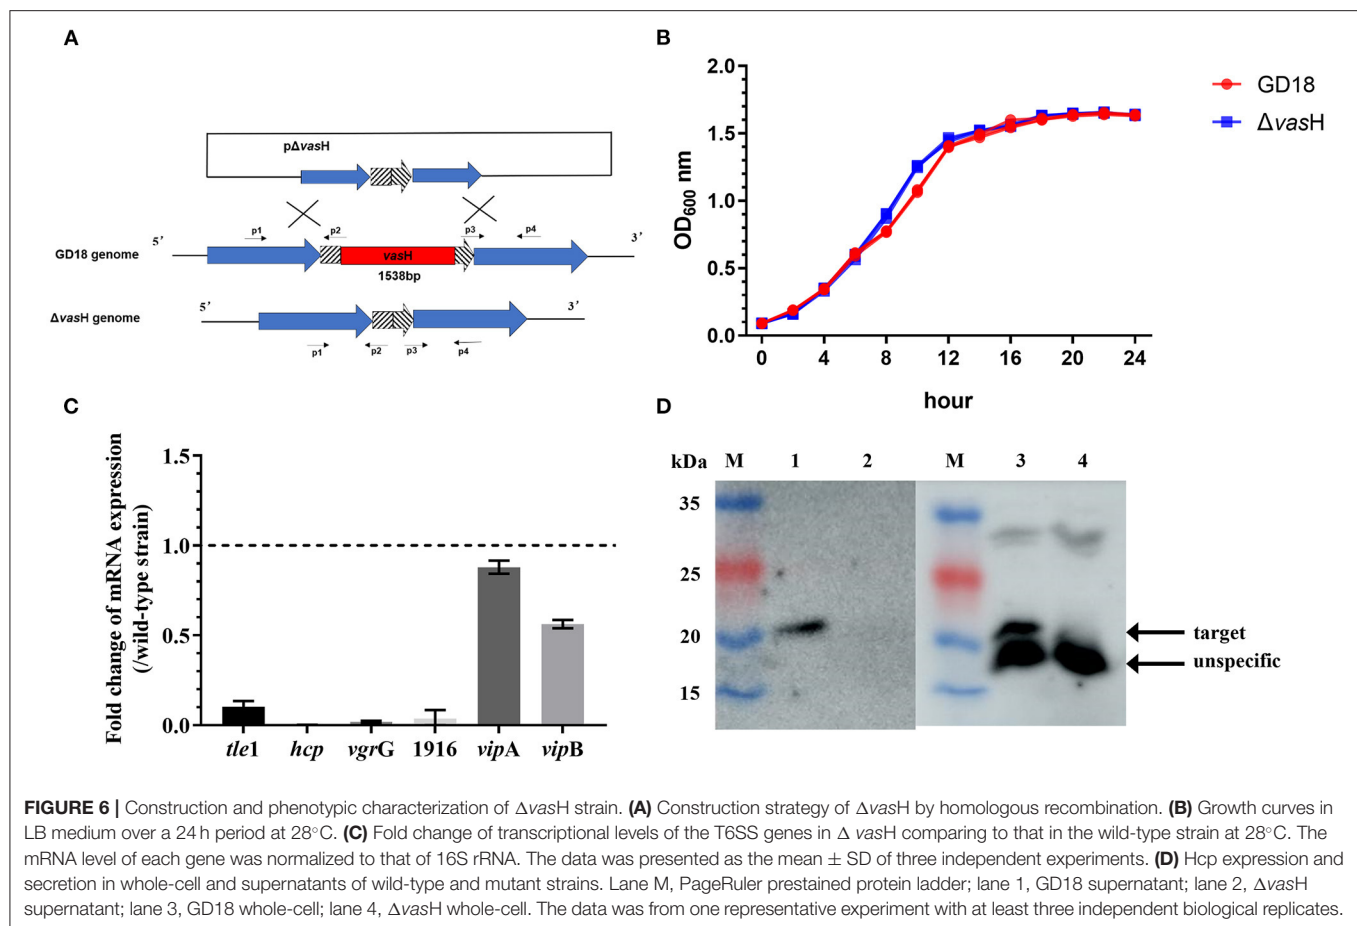 A
pΔvasH
p1
p2
p3
p4
5'
3'
GD18 genome
vasH
1538bp
5'
3'
ΔvasH genome
p1
p2
p3
p4
B
GD18
ΔvasH
OD600 nm
2.0
1.5
1.0
0.5
0.0
0 4 8 12 16 20 24
hour
C
Fold change of mRNA expression
(/wild-type strain)
1.5
1.0
0.5
0.0
tle1 hcp vgrG 1916 vipA vipB
D
kDa M 1 2 M 3 4
35
25
20
15
target
unspecific
FIGURE 6 | Construction and phenotypic characterization of ΔvasH strain. (A) Construction strategy of ΔvasH by homologous recombination. (B) Growth curves in
LB medium over a 24 h period at 28°C. (C) Fold change of transcriptional levels of the T6SS genes in Δ vasH comparing to that in the wild-type strain at 28°C. The
mRNA level of each gene was normalized to that of 16S rRNA. The data was presented as the mean ± SD of three independent experiments. (D) Hcp expression and
secretion in whole-cell and supernatants of wild-type and mutant strains. Lane M, PageRuler prestained protein ladder; lane 1, GD18 supernatant; lane 2, ΔvasH
supernatant; lane 3, GD18 whole-cell; lane 4, ΔvasH whole-cell. The data was from one representative experiment with at least three independent biological replicates.